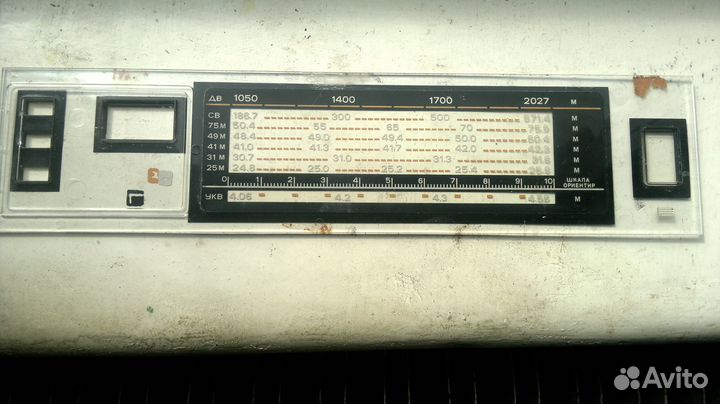 ДВ 1050 1400 1700 2027 М
СВ 186.7 300 500 571.4 М
75 М 50.4 55 65 70 75.9 М
49 М 48.4 49.0 49.4 50.0 50.4 М
41 М 41.0 41.3 41.7 42.0 42.3 М
31 М 30.7 31.0 31.3 31.6 М
25 М 24.8 25.0 25.2 25.4 М
0 1 2 3 4 5 6 7 8 9 10 ШКАЛА
ОРИЕНТИР
УКВ 4.06 4.2 4.3 4.56 М
Avito